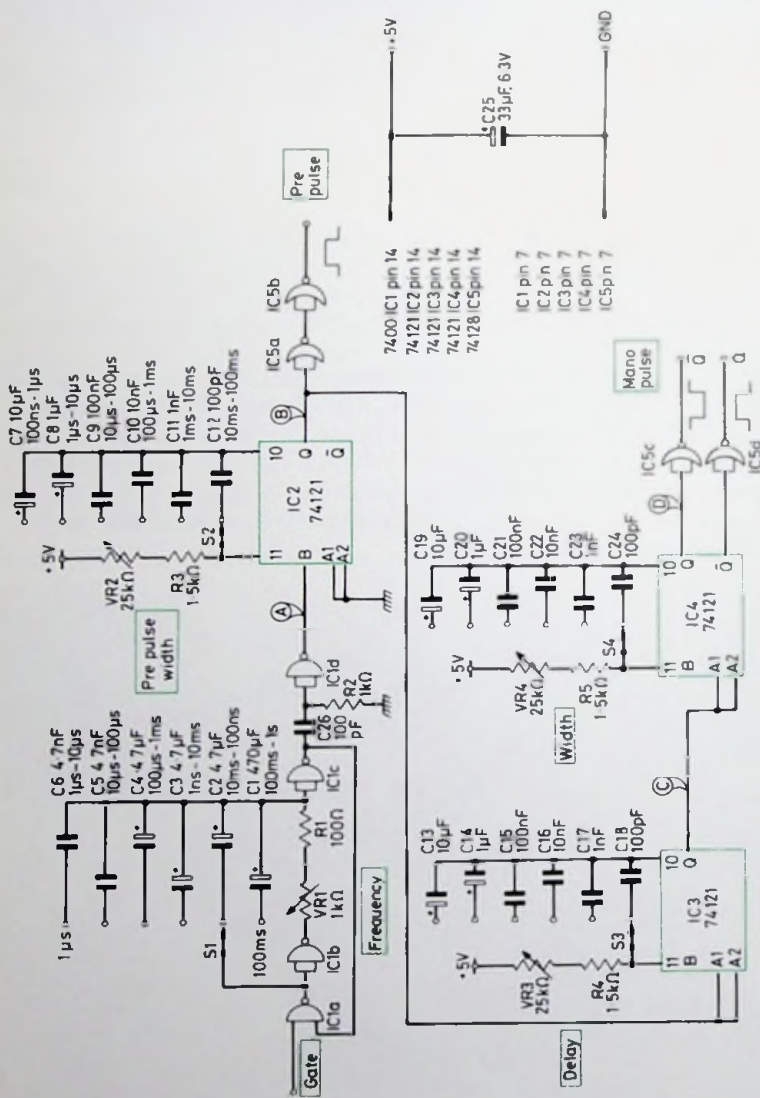 1µs
C6 4·7nF
1µs-10µs
C5 4·7nF
10µs-100µs
C4 4·7µF
100µs-1ms
C3 4·7µF
1ns-10ms
C2 4·7µF
10ms-100ns
C1 470µF
100ms-1s
S1
100ms
Gate
IC1a
IC1b
VR1
1kΩ
R1
100Ω
IC1c
Frequency
C26
100
pF
R2
1kΩ
IC1d
A
Pre pulse
width
+5V
VR2
25kΩ
R3
1·5kΩ
S2
C7 10µF
100ns-1µs
C8 1µF
1µs-10µs
C9 100nF
10µs-100µs
C10 10nF
100µs-1ms
C11 1nF
1ms-10ms
C12 100pF
10ms-100ms
11
10
IC2
74121
B
Q
A1
A2
Q̄
B
IC5a
IC5b
Pre
pulse
Delay
+5V
VR3
25kΩ
R4
1·5kΩ
S3
C13
10µF
C14
1µF
C15
100nF
C16
10nF
C17
1nF
C18
100pF
11
10
B
Q
IC3
74121
A1
A2
C
Width
+5V
VR4
25kΩ
R5
1·5kΩ
S4
C19
10µF
C20
1µF
C21
100nF
C22
10nF
C23
1nF
C24
100pF
11
10
B
Q
IC4
74121
A1
A2
Q̄
D
IC5c
IC5d
Mano
pulse
Q
Q̄
7400 IC1 pin 14
74121 IC2 pin 14
74121 IC3 pin 14
74121 IC4 pin 14
74128 IC5 pin 14
IC1 pin 7
IC2 pin 7
IC3 pin 7
IC4 pin 7
IC5 pin 7
+5V
C25
33µF, 6·3V
GND